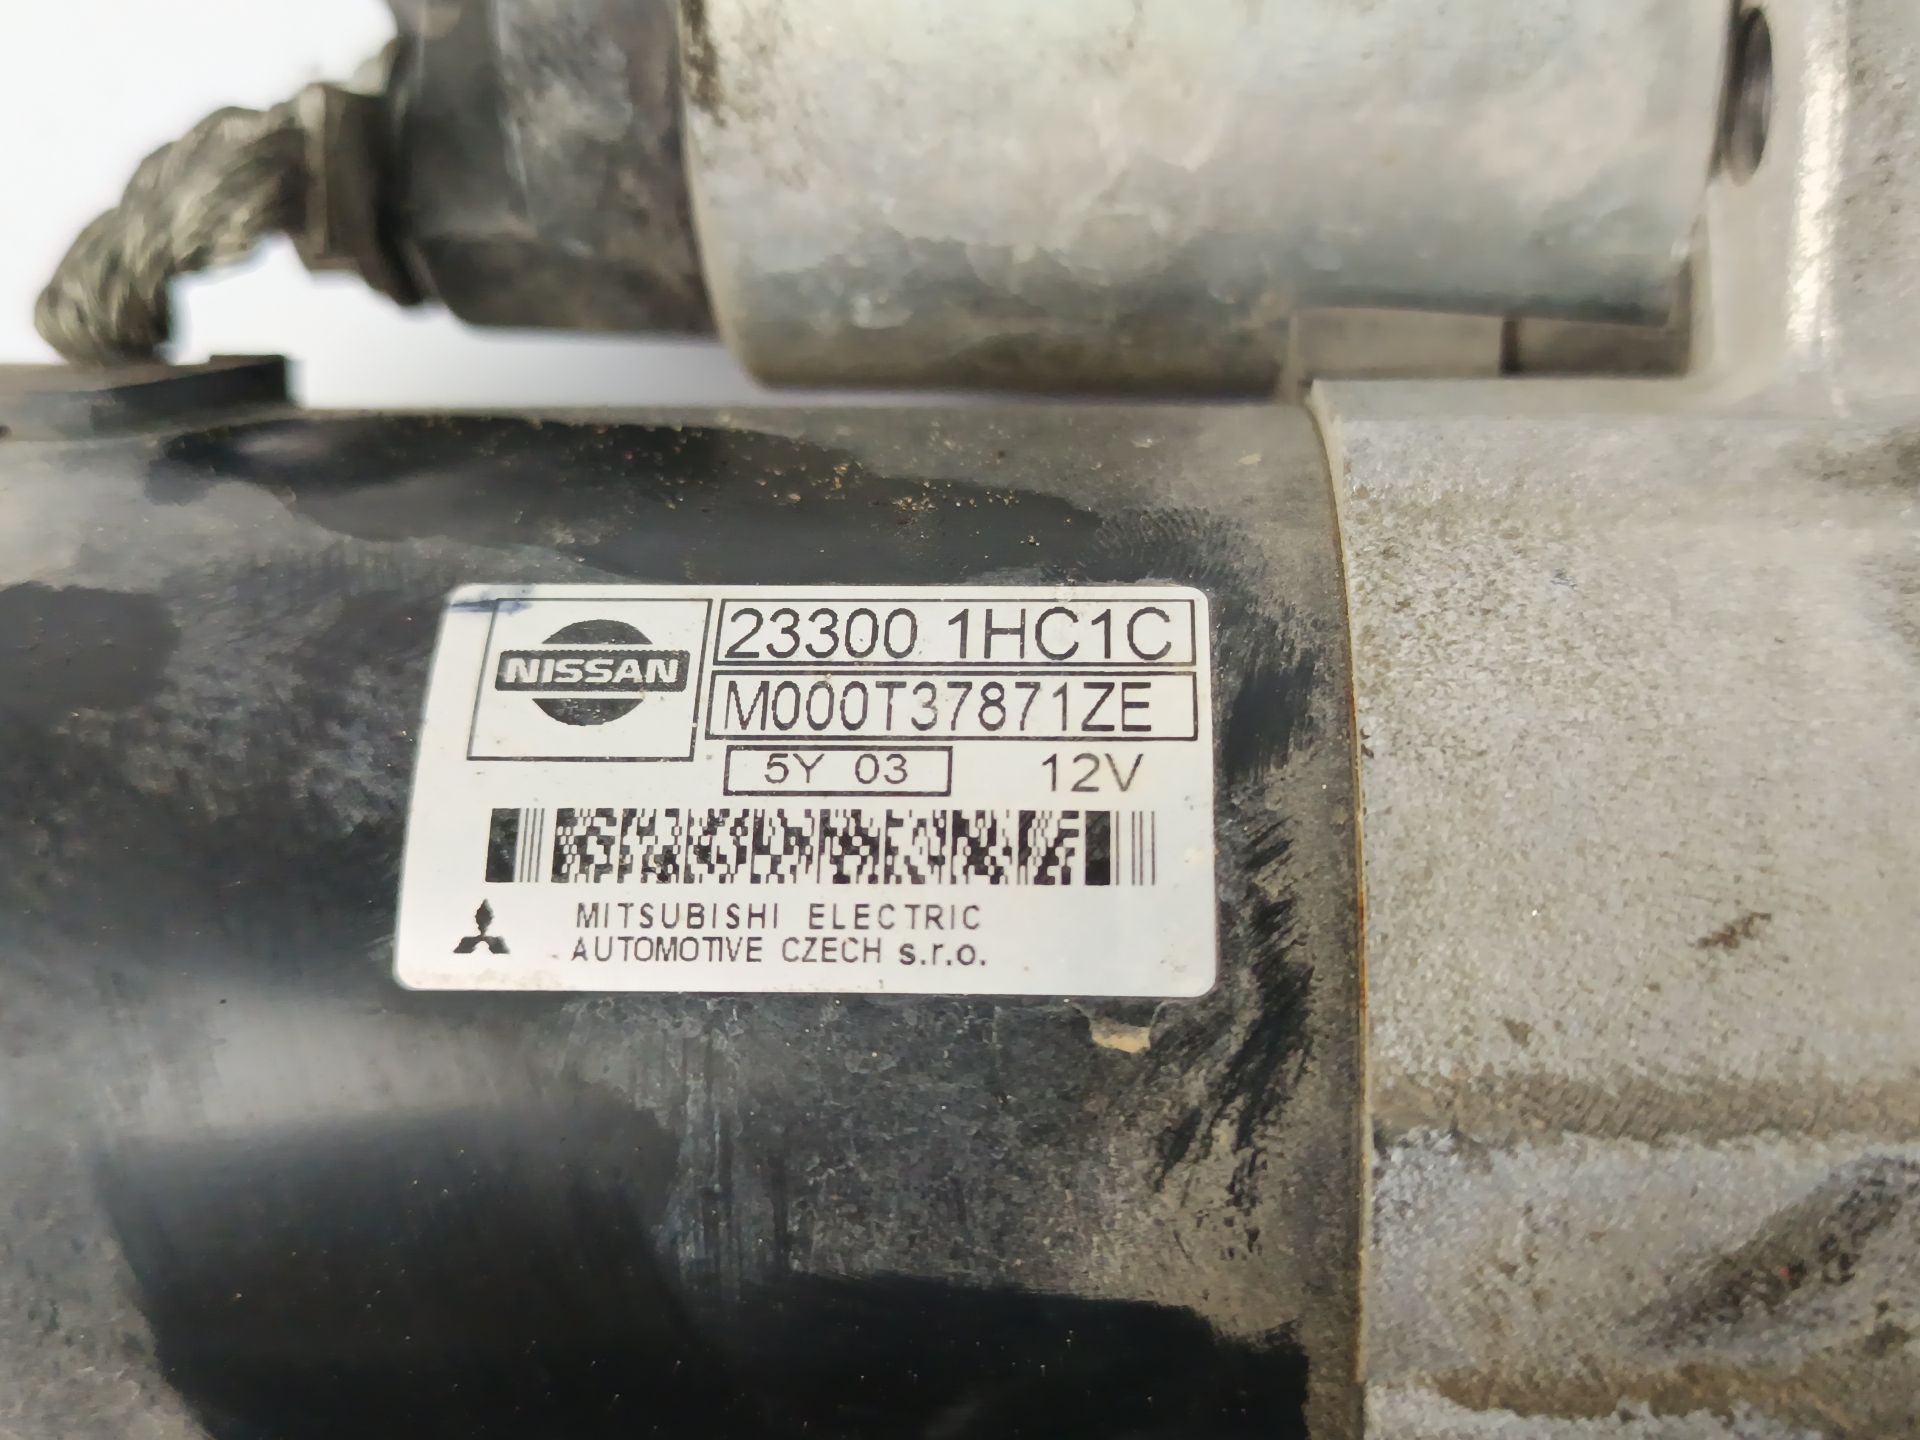 NISSAN
23300 1HC1C
M000T37871ZE
5Y 03 12V
MITSUBISHI ELECTRIC
AUTOMOTIVE CZECH s.r.o.